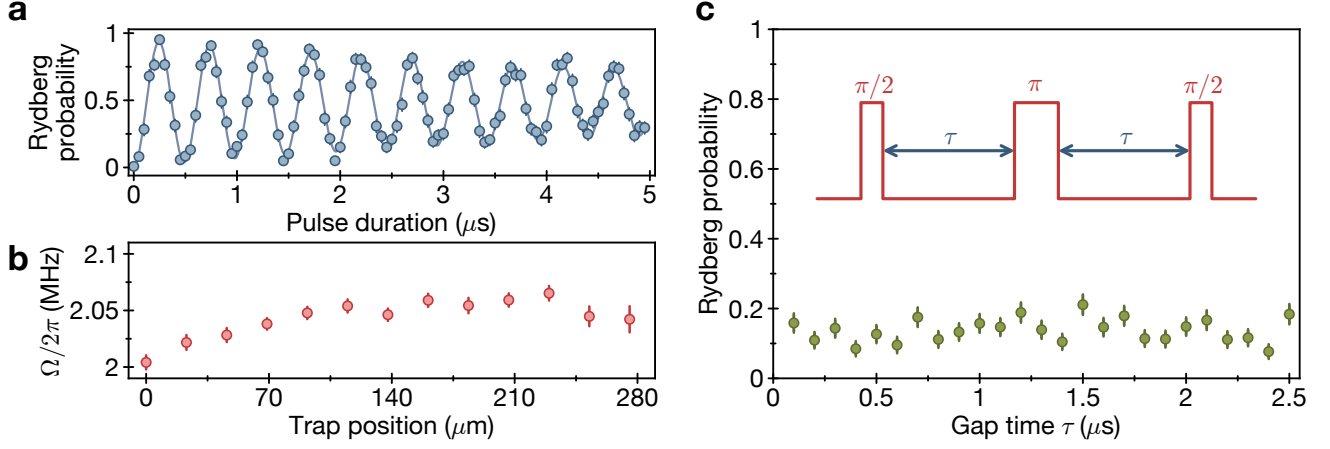 a
Rydberg
probability
1
0.5
0
0 1 2 3 4 5
Pulse duration (μs)
b
Ω/2π (MHz)
2.1
2.05
2
0 70 140 210 280
Trap position (μm)
c
Rydberg probability
1
0.8
0.6
0.4
0.2
0
π/2 π π/2
τ τ
0 0.5 1 1.5 2 2.5
Gap time τ (μs)